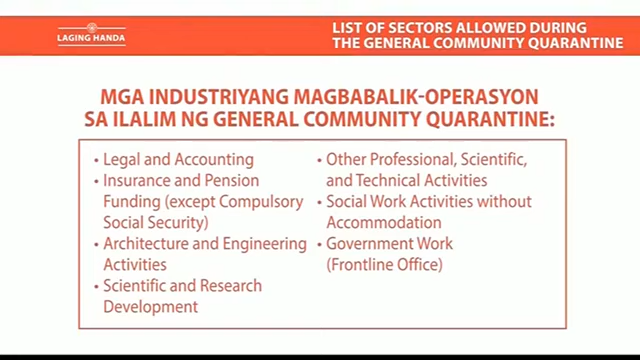 LAGING HANDA
LIST OF SECTORS ALLOWED DURING
THE GENERAL COMMUNITY QUARANTINE
MGA INDUSTRIYANG MAGBABALIK-OPERASYON
SA ILALIM NG GENERAL COMMUNITY QUARANTINE:
• Legal and Accounting
• Insurance and Pension
Funding (except Compulsory
Social Security)
• Architecture and Engineering
Activities
• Scientific and Research
Development
• Other Professional, Scientific,
and Technical Activities
• Social Work Activities without
Accommodation
• Government Work
(Frontline Office)